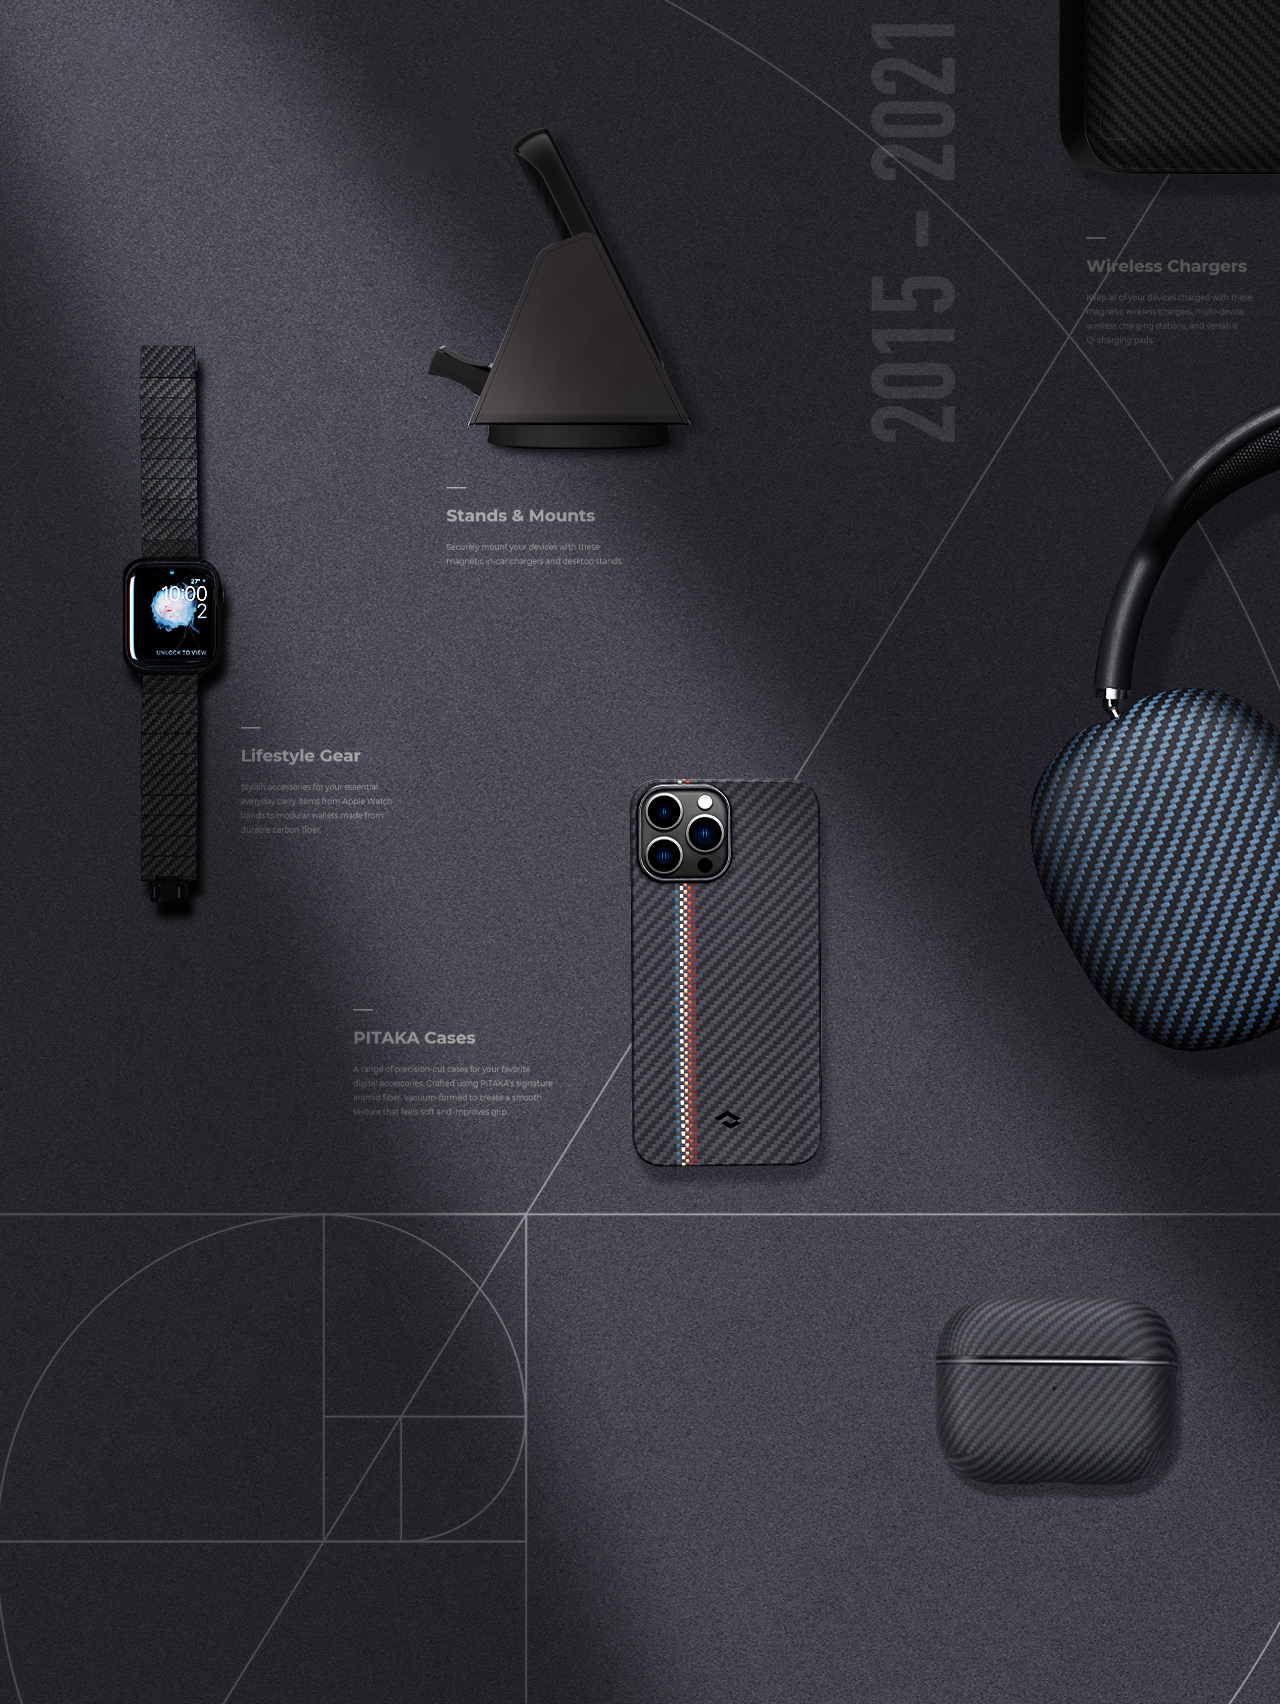 2015 - 2021
Wireless Chargers
Keep all of your devices charged with these
magnetic wireless chargers, multi-device
wireless charging stations, and versatile
Qi charging pads.
Stands & Mounts
Securely mount your devices with these
magnetic in-car chargers and desktop stands.
27°
10:00
2
UNLOCK TO VIEW
Lifestyle Gear
Stylish accessories for your essential
everyday carry items from Apple Watch
bands to modular wallets made from
durable carbon fiber.
PITAKA Cases
A range of precision-cut cases for your favorite
digital accessories. Crafted using PITAKA's signature
aramid fiber, vacuum-formed to create a smooth
texture that feels soft and improves grip.